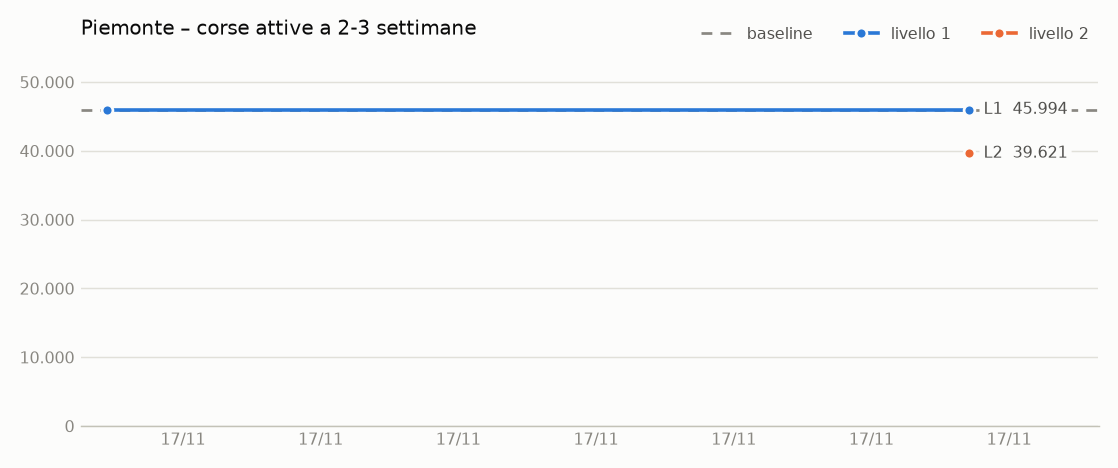 Piemonte – corse attive a 2-3 settimane
baseline
livello 1
livello 2
50.000
40.000
30.000
20.000
10.000
0
L1 45.994
L2 39.621
17/11 17/11 17/11 17/11 17/11 17/11 17/11